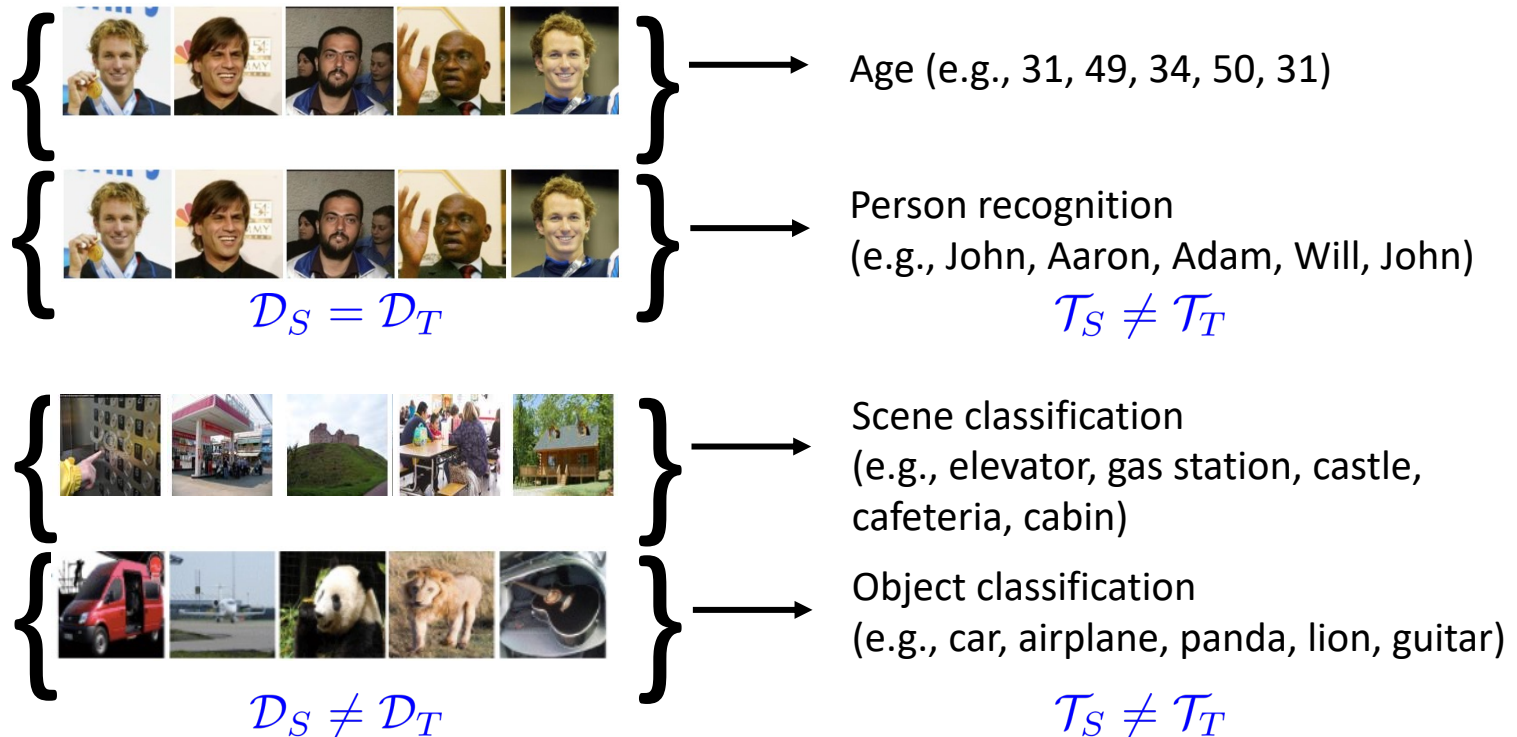 Age (e.g., 31, 49, 34, 50, 31)
Person recognition
(e.g., John, Aaron, Adam, Will, John)
𝒟_S = 𝒟_T
𝒯_S ≠ 𝒯_T
Scene classification
(e.g., elevator, gas station, castle,
cafeteria, cabin)
Object classification
(e.g., car, airplane, panda, lion, guitar)
𝒟_S ≠ 𝒟_T
𝒯_S ≠ 𝒯_T